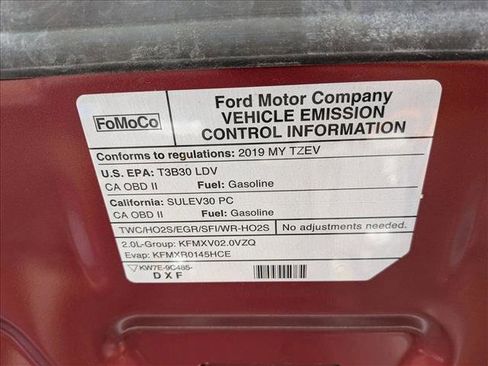 FoMoCo
Ford Motor Company
VEHICLE EMISSION
CONTROL INFORMATION
Conforms to regulations: 2019 MY TZEV
U.S. EPA: T3B30 LDV
CA OBD II Fuel: Gasoline
California: SULEV30 PC
CA OBD II Fuel: Gasoline
TWC/HO2S/EGR/SFI/WR-HO2S No adjustments needed.
2.0L-Group: KFMXV02.0VZQ
Evap: KFMXR0145HCE
KW7E-9C485-
DXF